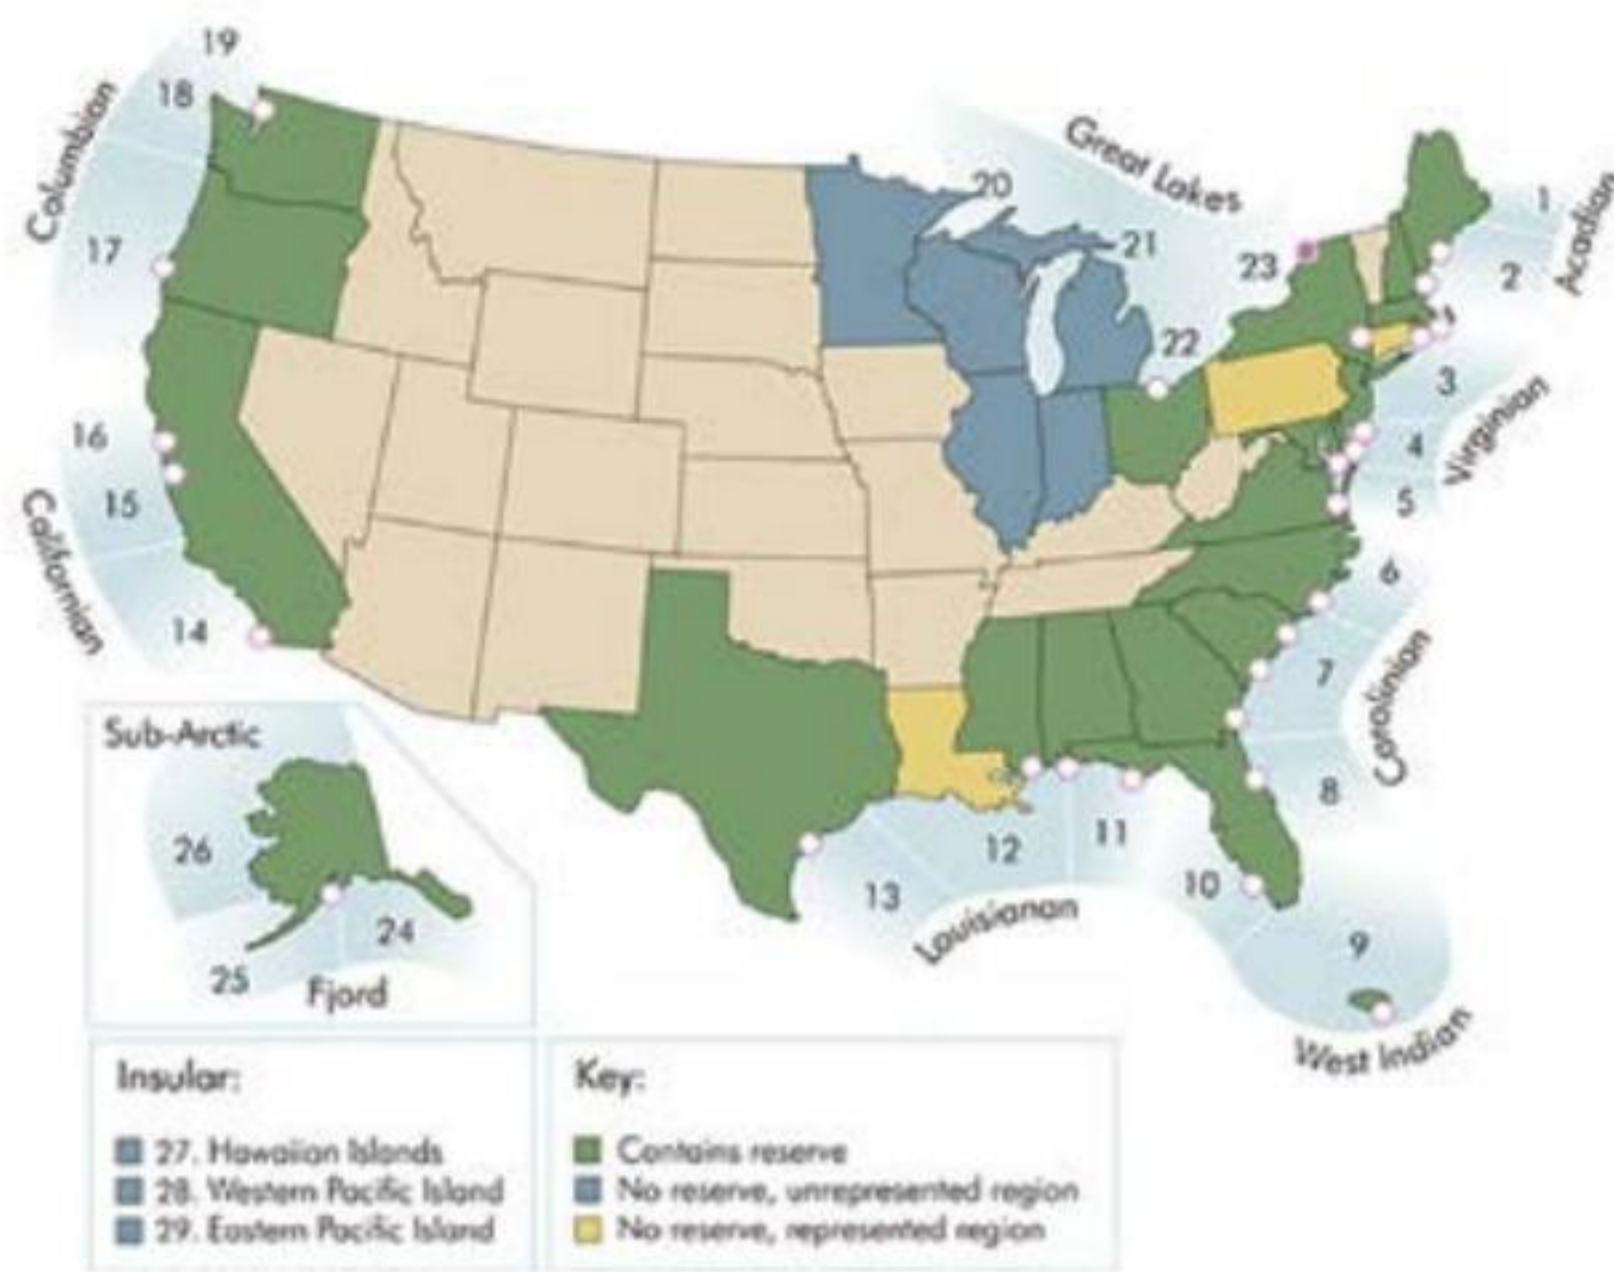 19
18
Columbian
17
16
15
Californian
14
Great Lakes
20
21
23
22
1
Acadian
2
3
Virginian
4
5
6
7
Carolinian
8
Sub-Arctic
26
24
25
Fjord
13
12
11
Louisianan
10
9
West Indian
Insular:
27. Hawaiian Islands
28. Western Pacific Island
29. Eastern Pacific Island
Key:
Contains reserve
No reserve, unrepresented region
No reserve, represented region